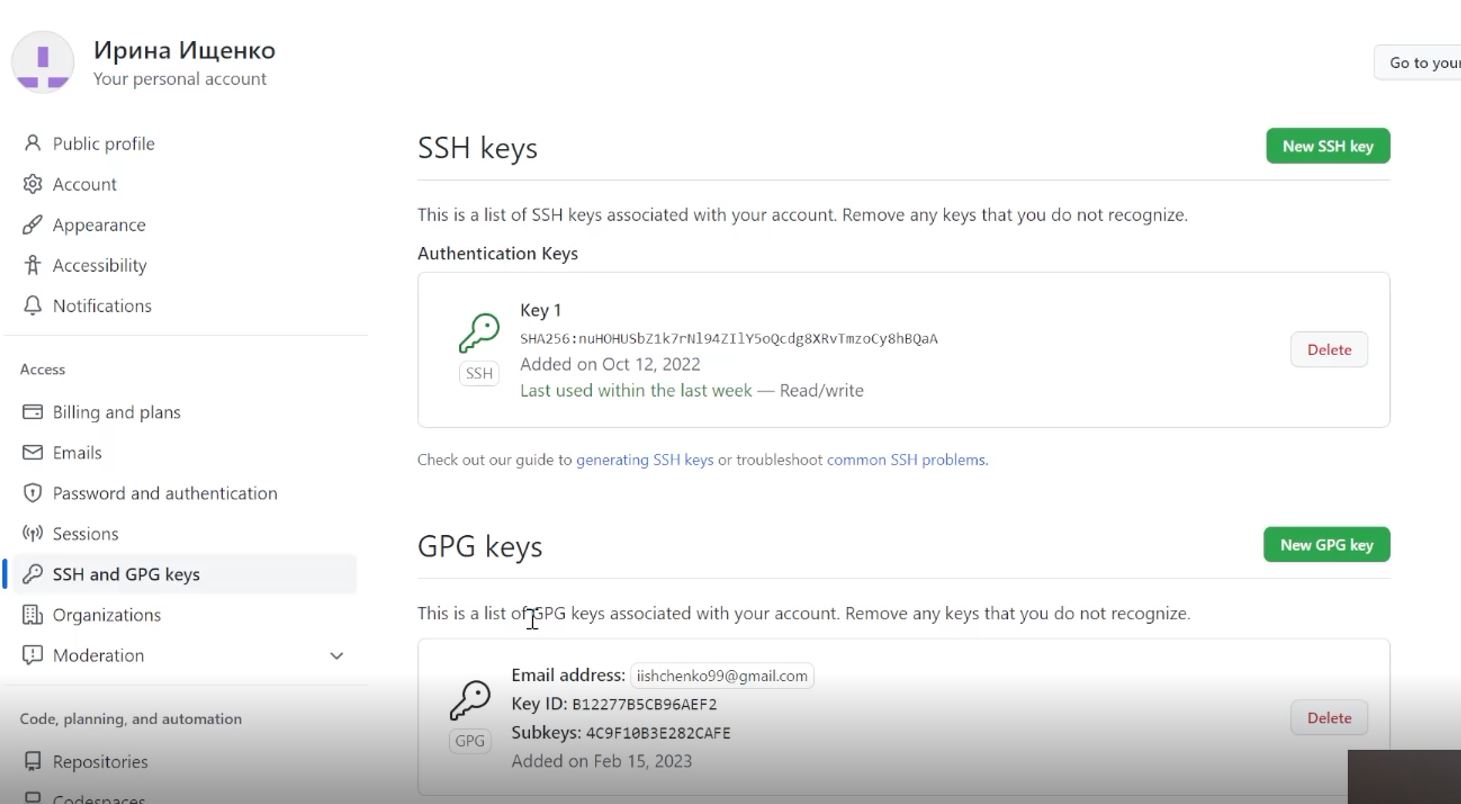 Ирина Ищенко
Your personal account
Go to your
Public profile
Account
Appearance
Accessibility
Notifications
Access
Billing and plans
Emails
Password and authentication
Sessions
SSH and GPG keys
Organizations
Moderation
Code, planning, and automation
Repositories
Codespaces
SSH keys
New SSH key
This is a list of SSH keys associated with your account. Remove any keys that you do not recognize.
Authentication Keys
Key 1
SHA256:nuHOHUSbZ1k7rNl94ZIlY5oQcdg8XRvTmzoCy8hBQaA
Added on Oct 12, 2022
Last used within the last week — Read/write
SSH
Delete
Check out our guide to generating SSH keys or troubleshoot common SSH problems.
GPG keys
New GPG key
This is a list of GPG keys associated with your account. Remove any keys that you do not recognize.
Email address: iishchenko99@gmail.com
Key ID: B12277B5CB96AEF2
Subkeys: 4C9F10B3E282CAFE
Added on Feb 15, 2023
GPG
Delete